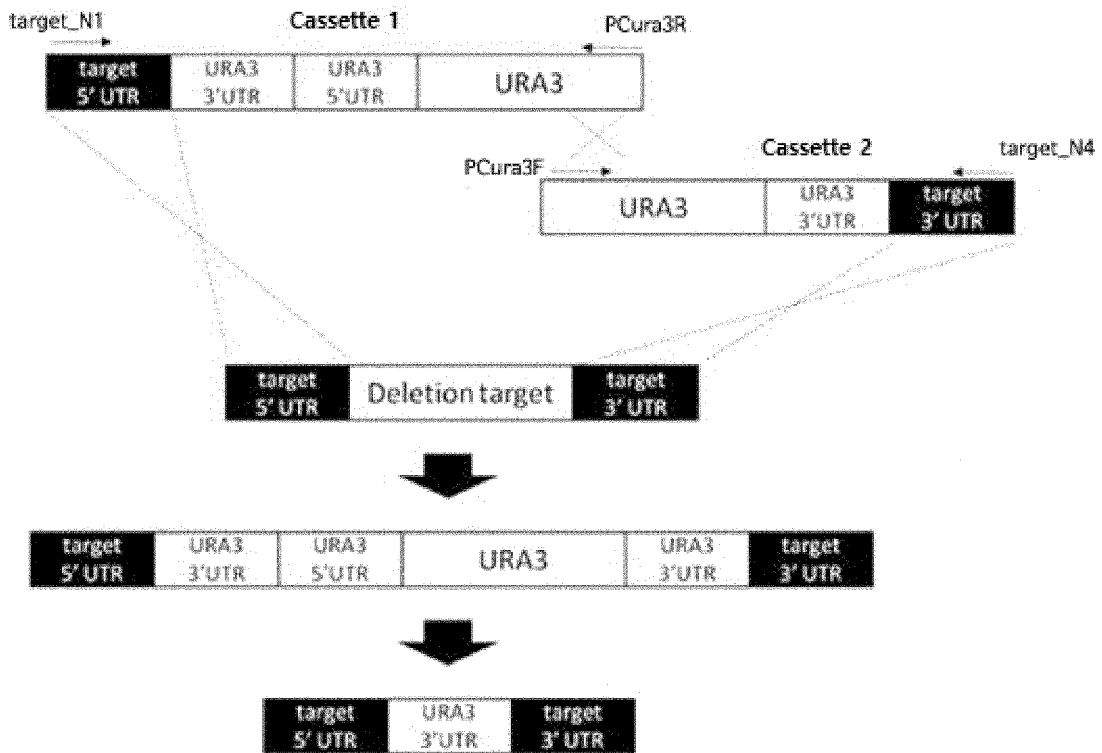 target_N1
Cassette 1
PCura3R
target
5' UTR
URA3
3'UTR
URA3
5'UTR
URA3
PCura3F
Cassette 2
target_N4
URA3
URA3
3'UTR
target
3' UTR
target
5' UTR
Deletion target
target
3' UTR
target
5' UTR
URA3
3'UTR
URA3
5'UTR
URA3
URA3
3'UTR
target
3' UTR
target
5' UTR
URA3
3'UTR
target
3' UTR